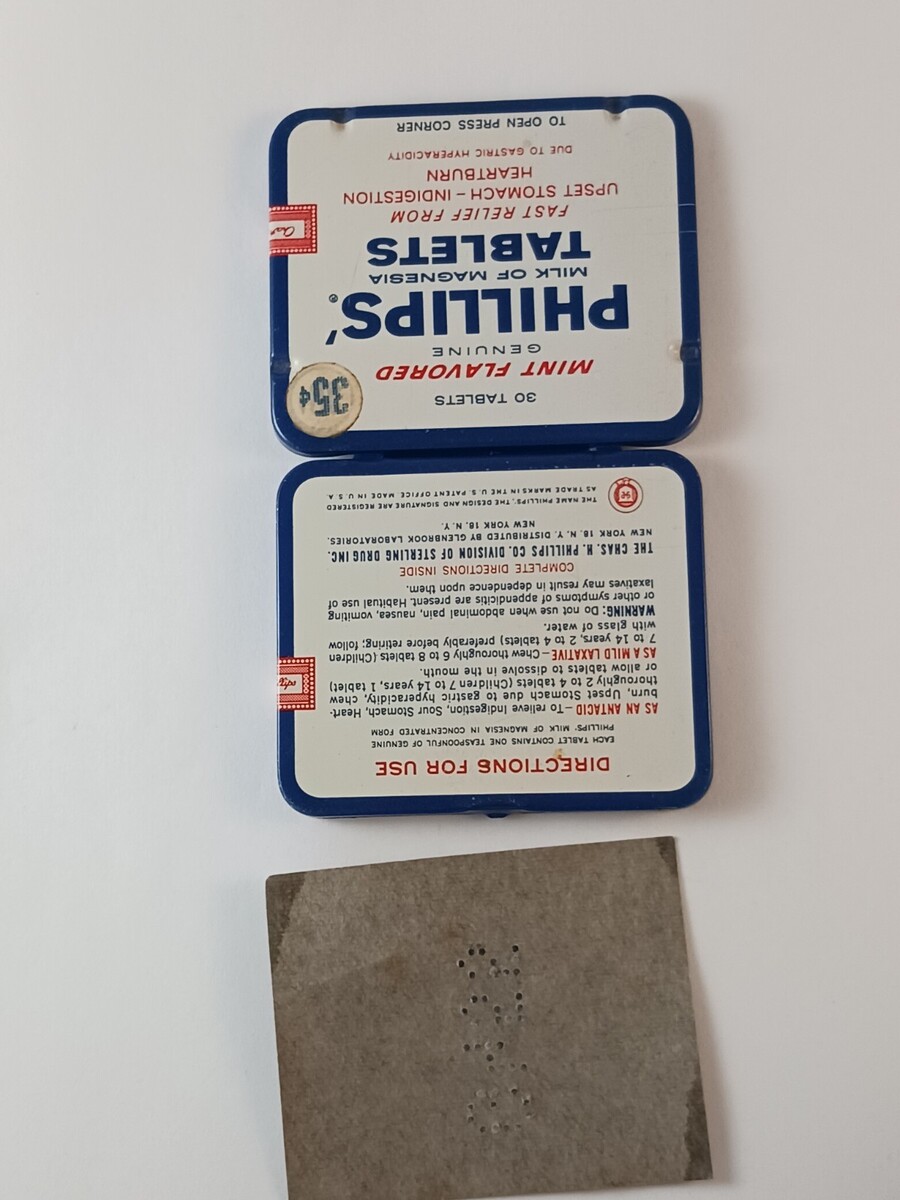 DIRECTIONS FOR USE
EACH TABLET CONTAINS ONE TEASPOONFUL OF GENUINE
PHILLIPS' MILK OF MAGNESIA IN CONCENTRATED FORM
AS AN ANTACID — To relieve Indigestion, Sour Stomach, Heart-
burn, Upset Stomach due to gastric hyperacidity, chew
thoroughly 2 to 4 tablets (Children 7 to 14 years, 1 tablet)
or allow tablets to dissolve in the mouth.
AS A MILD LAXATIVE — Chew thoroughly 6 to 8 tablets (Children
7 to 14 years, 2 to 4 tablets) preferably before retiring; follow
with glass of water.
WARNING: Do not use when abdominal pain, nausea, vomiting
or other symptoms of appendicitis are present. Habitual use of
laxatives may result in dependence upon them.
COMPLETE DIRECTIONS INSIDE
THE CHAS. H. PHILLIPS CO. DIVISION OF STERLING DRUG INC.
NEW YORK 18, N. Y. DISTRIBUTED BY GLENBROOK LABORATORIES.
NEW YORK 18. N. Y.
THE NAME PHILLIPS', THE DESIGN AND SIGNATURE ARE REGISTERED
AS TRADE MARKS IN THE U. S. PATENT OFFICE. MADE IN U. S. A.
30 TABLETS
35¢
MINT FLAVORED
GENUINE
PHILLIPS'®
MILK OF MAGNESIA
TABLETS
FAST RELIEF FROM
UPSET STOMACH – INDIGESTION
HEARTBURN
DUE TO GASTRIC HYPERACIDITY
TO OPEN PRESS CORNER